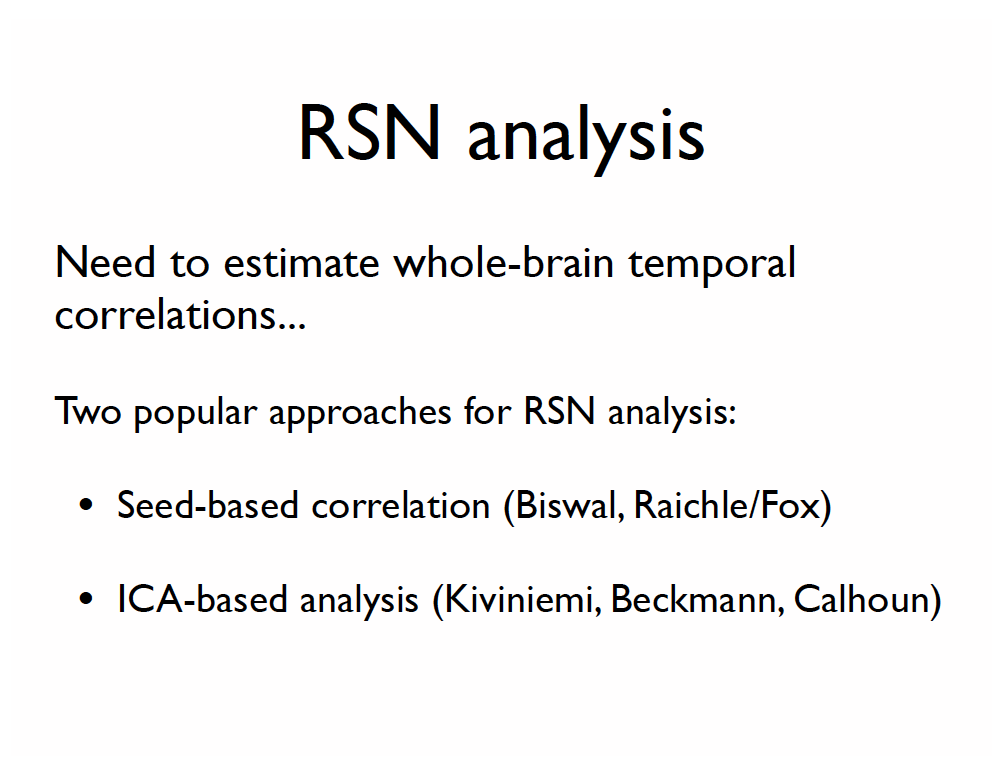 RSN analysis
Need to estimate whole-brain temporal
correlations...
Two popular approaches for RSN analysis:
• Seed-based correlation (Biswal, Raichle/Fox)
• ICA-based analysis (Kiviniemi, Beckmann, Calhoun)